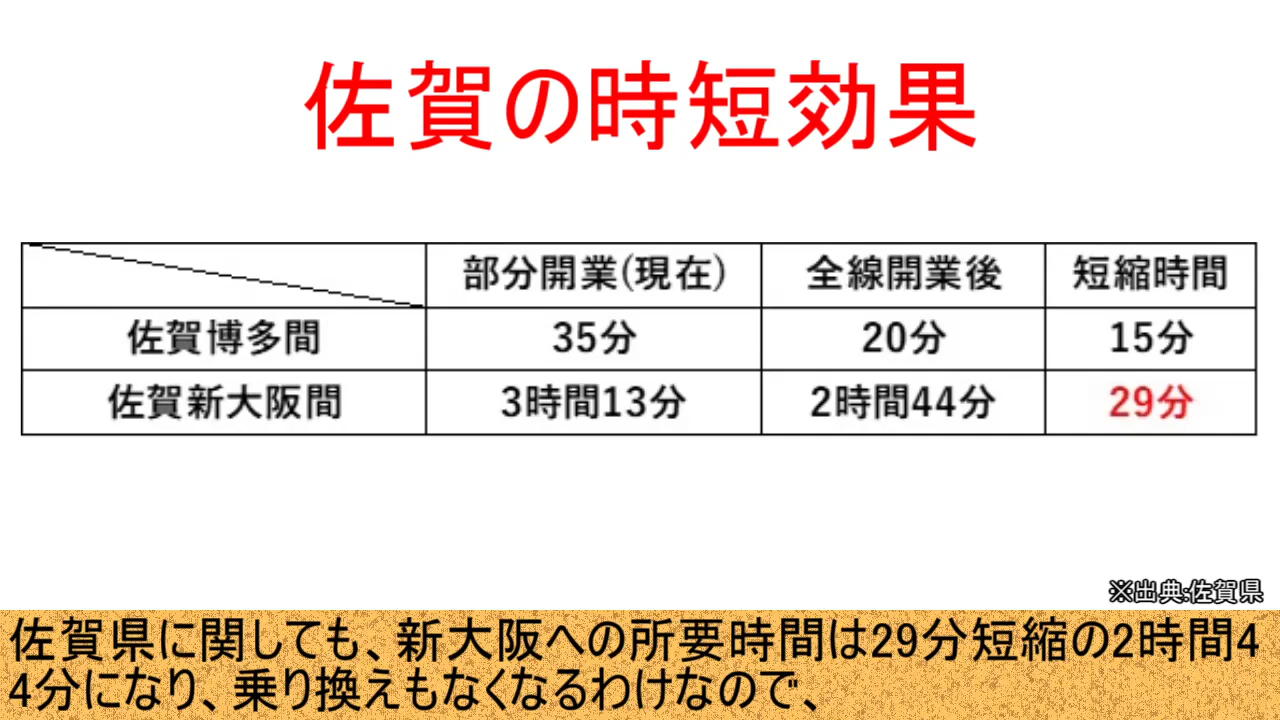 佐賀の時短効果
部分開業(現在) 全線開業後 短縮時間
佐賀博多間 35分 20分 15分
佐賀新大阪間 3時間13分 2時間44分 29分
※出典:佐賀県
佐賀県に関しても、新大阪への所要時間は29分短縮の2時間4
4分になり、乗り換えもなくなるわけなので、